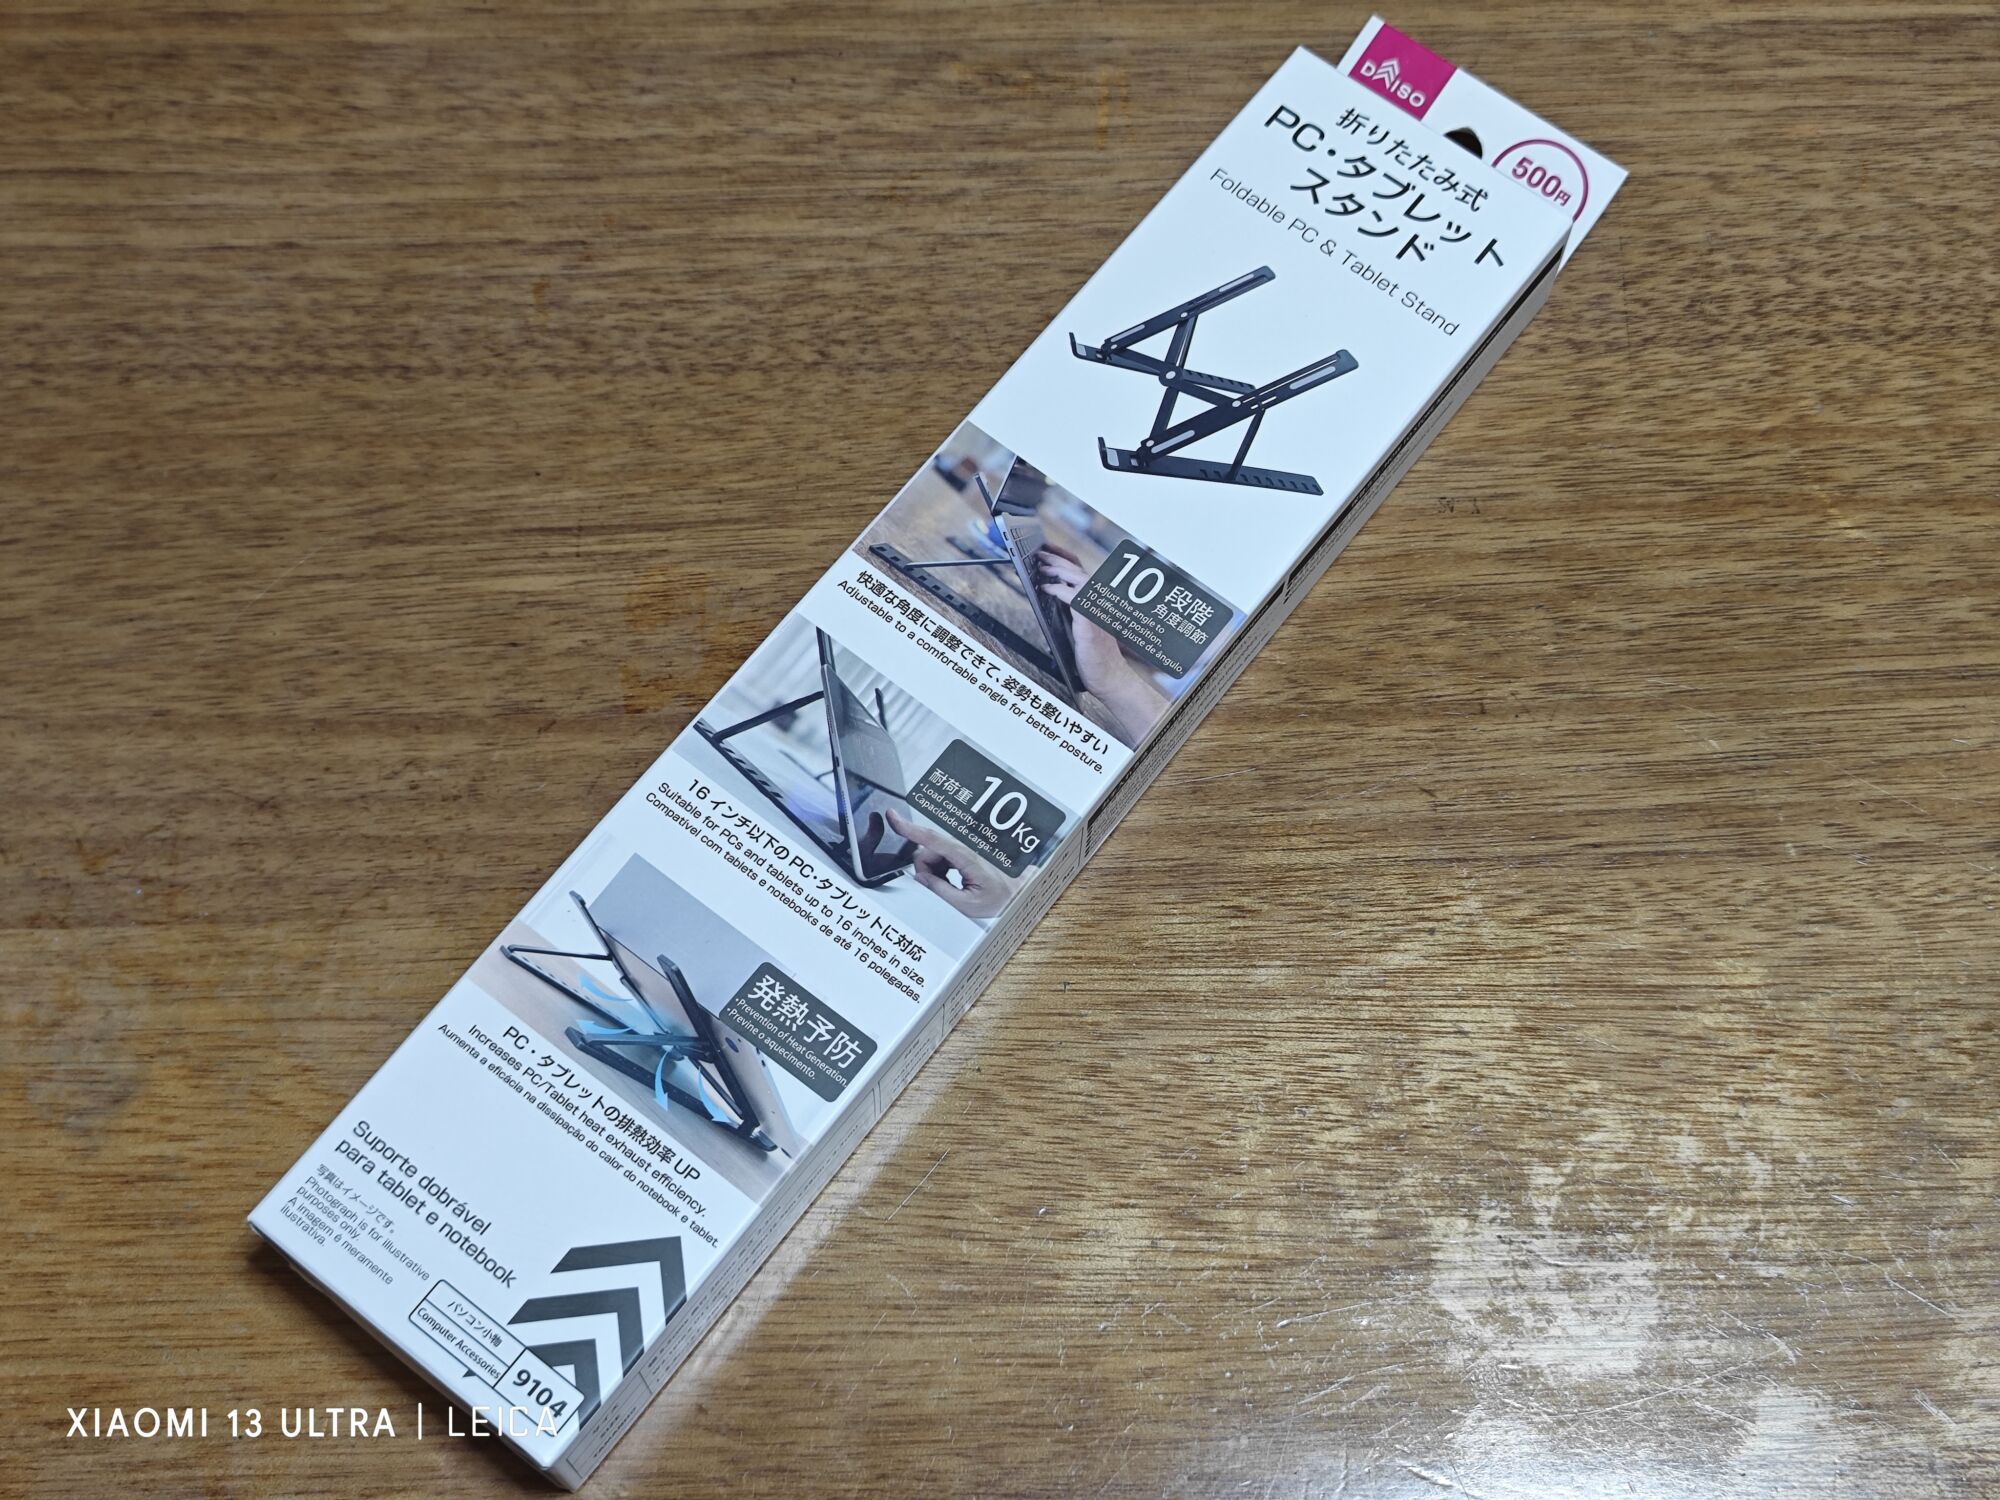 DAISO
500円
折りたたみ式
PC・タブレット
スタンド
Foldable PC & Tablet Stand
10段階
角度調節
・Adjust the angle to
10 different position.
・10 níveis de ajuste de ângulo.
快適な角度に調整できて、姿勢も整いやすい
Adjustable to a comfortable angle for better posture.
耐荷重10Kg
・Load capacity: 10kg.
・Capacidade de carga: 10kg.
16インチ以下のPC・タブレットに対応
Suitable for PCs and tablets up to 16 inches in size.
Compatível com tablets e notebooks de até 16 polegadas.
発熱予防
・Prevention of Heat Generation.
・Previne o aquecimento.
PC・タブレットの排熱効率UP
Increases PC/Tablet heat exhaust efficiency.
Aumenta a eficácia na dissipação do calor do notebook e tablet.
Suporte dobrável
para tablet e notebook
写真はイメージです。
Photograph is for illustrative
purposes only.
A imagem é meramente
ilustrativa.
パソコン小物
Computer Accessories
9104
XIAOMI 13 ULTRA | LEICA